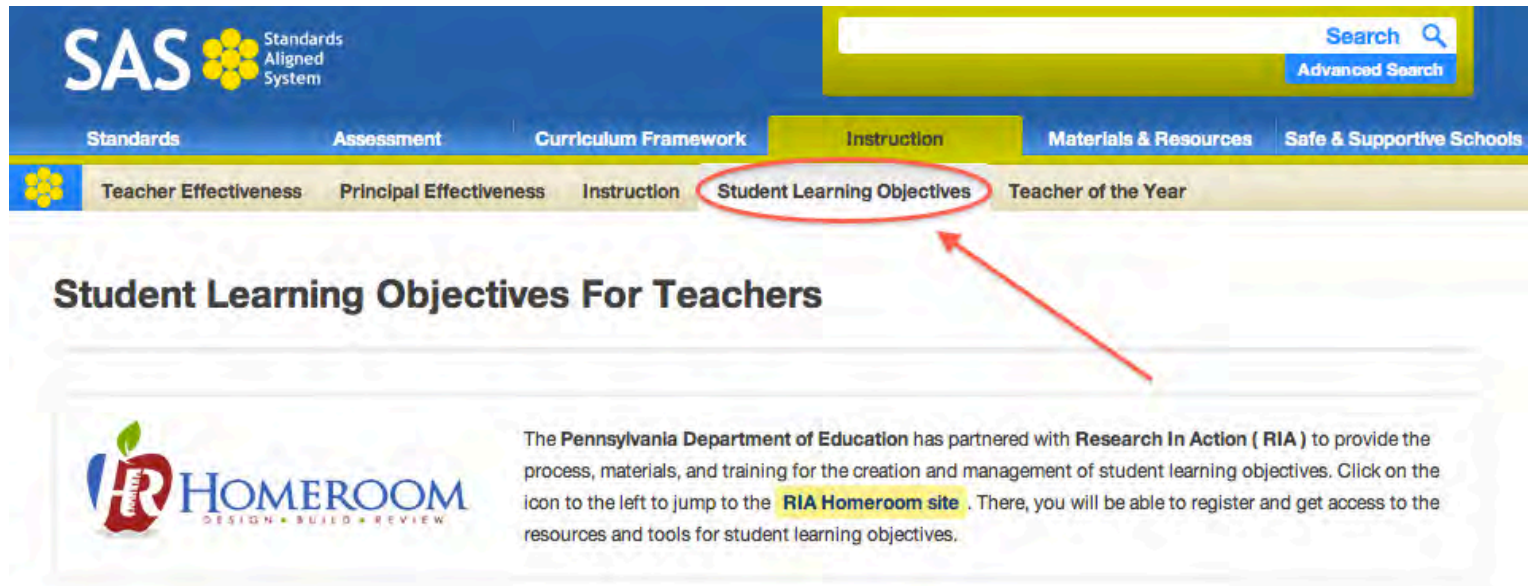 SAS
Standards
Aligned
System
Search
Advanced Search
Standards Assessment Curriculum Framework Instruction Materials & Resources Safe & Supportive Schools
Teacher Effectiveness Principal Effectiveness Instruction Student Learning Objectives Teacher of the Year
Student Learning Objectives For Teachers
HOMEROOM
DESIGN • BUILD • REVIEW
The Pennsylvania Department of Education has partnered with Research In Action ( RIA ) to provide the
process, materials, and training for the creation and management of student learning objectives. Click on the
icon to the left to jump to the RIA Homeroom site . There, you will be able to register and get access to the
resources and tools for student learning objectives.